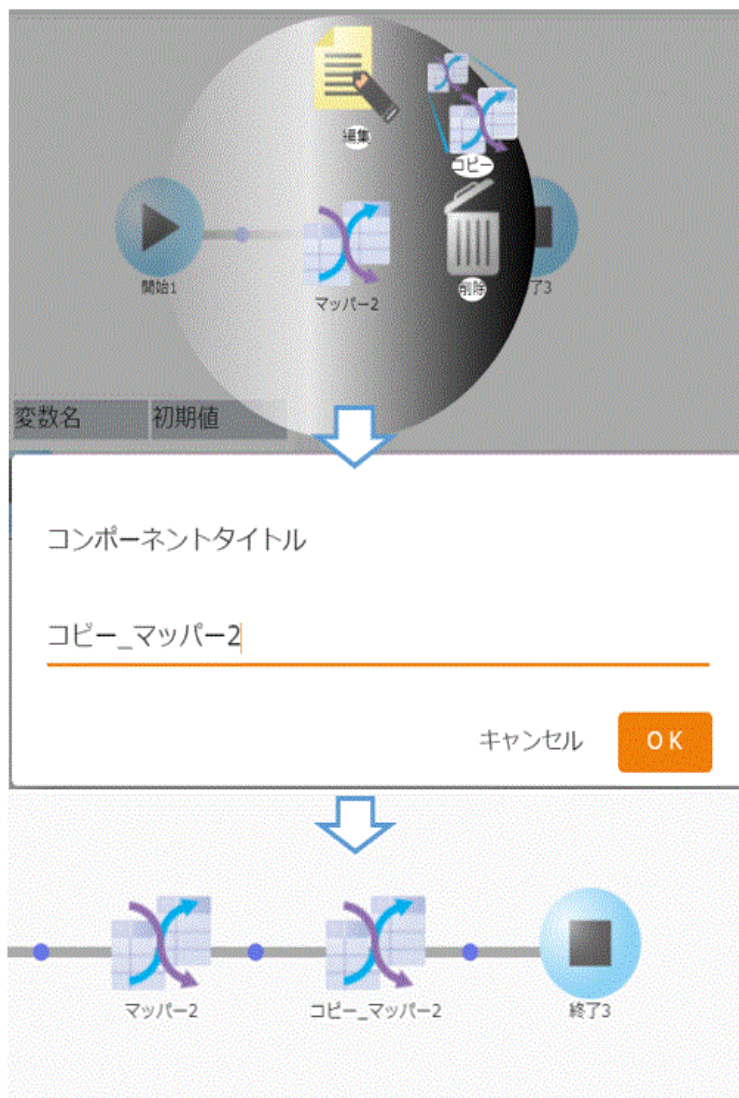 編集
コピー
開始1
マッパー2
削除
了3
変数名 初期値
コンポーネントタイトル
コピー_マッパー2
キャンセル
OK
マッパー2
コピー_マッパー2
終了3